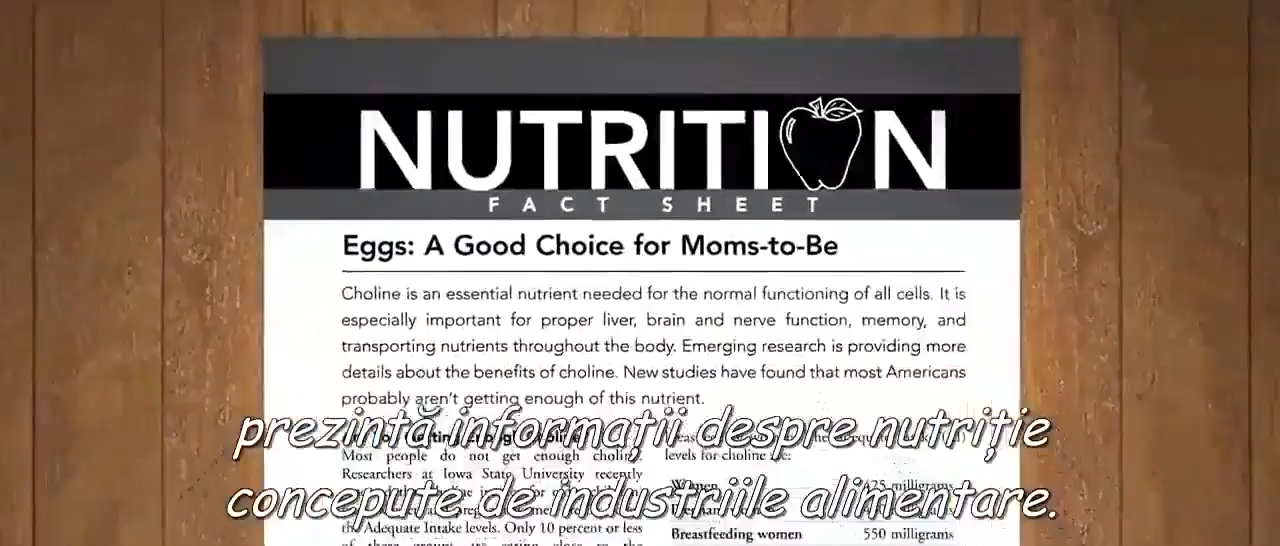 NUTRITION
FACT SHEET
Eggs: A Good Choice for Moms-to-Be
Choline is an essential nutrient needed for the normal functioning of all cells. It is
especially important for proper liver, brain and nerve function, memory, and
transporting nutrients throughout the body. Emerging research is providing more
details about the benefits of choline. New studies have found that most Americans
probably aren't getting enough of this nutrient.
Most people do not get enough choline.
Researchers at Iowa State University recently
the Adequate Intake levels. Only 10 percent or less
levels for choline are:
Women 425 milligrams
Breastfeeding women 550 milligrams
prezintă informații despre nutriție
concepute de industriile alimentare.